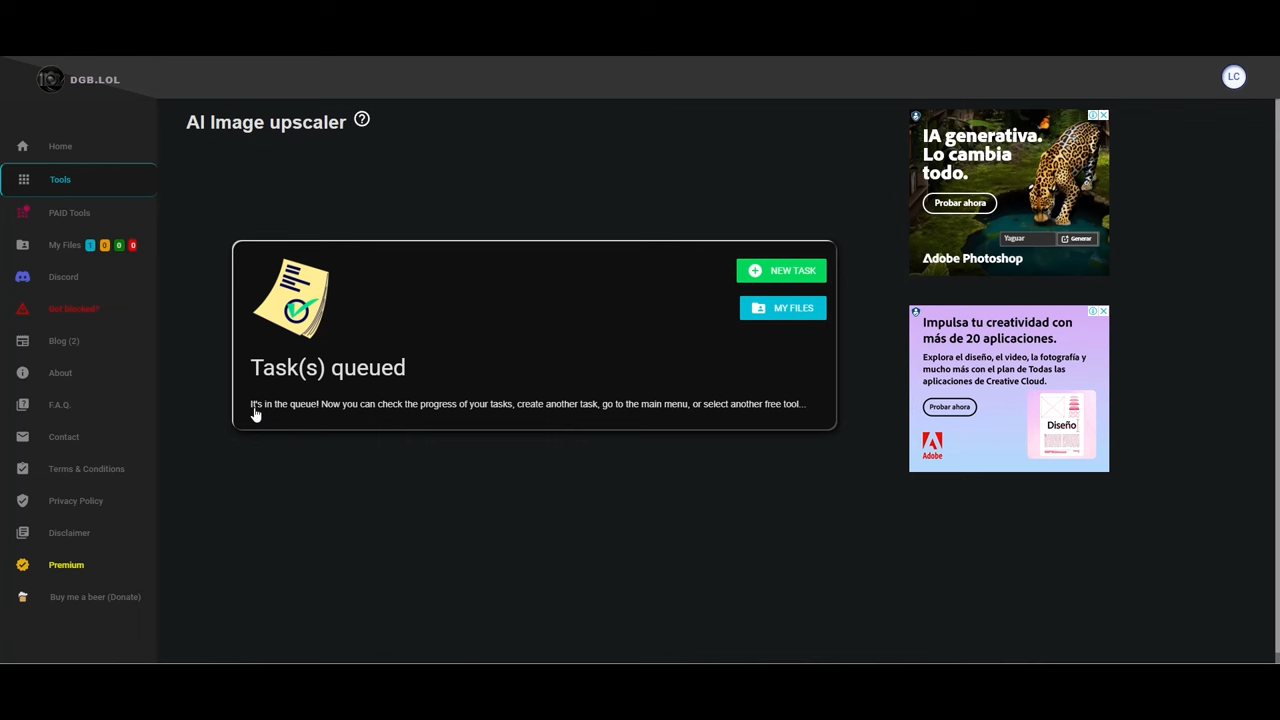 DGB.LOL
LC
AI Image upscaler
Home
Tools
PAID Tools
My Files 1 0 0 0
Discord
Got blocked?
Blog (2)
About
F.A.Q.
Contact
Terms & Conditions
Privacy Policy
Disclaimer
Premium
Buy me a beer (Donate)
NEW TASK
MY FILES
Task(s) queued
It's in the queue! Now you can check the progress of your tasks, create another task, go to the main menu, or select another free tool...
IA generativa.
Lo cambia
todo.
Probar ahora
Yaguar
Generar
Adobe Photoshop
Impulsa tu creatividad con
más de 20 aplicaciones.
Explora el diseño, el video, la fotografía y
mucho más con el plan de Todas las
aplicaciones de Creative Cloud.
Probar ahora
Diseño
Adobe